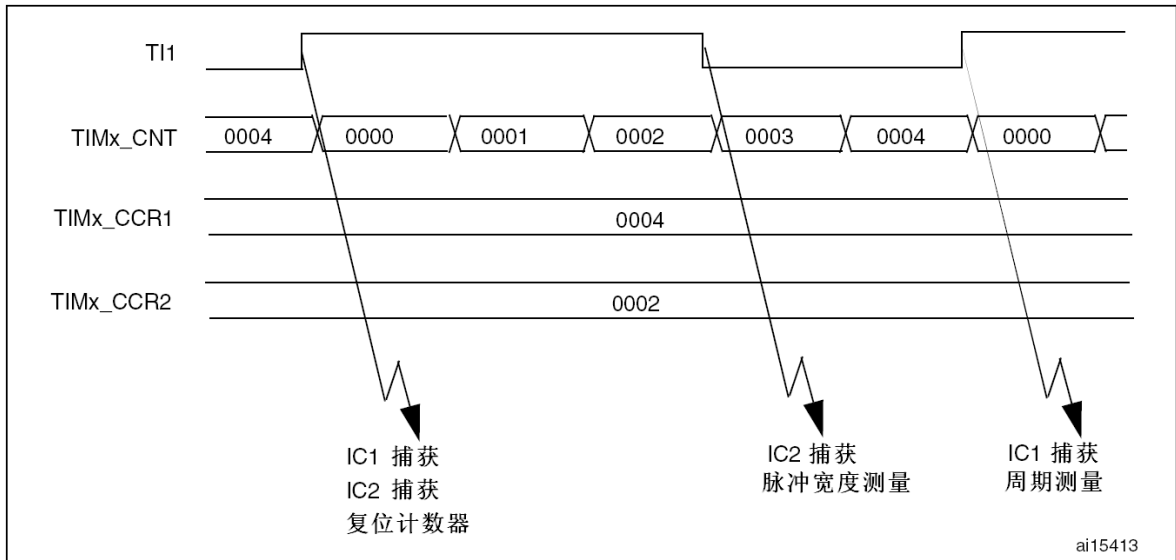 TI1
TIMx_CNT
0004 0000 0001 0002 0003 0004 0000
TIMx_CCR1
0004
TIMx_CCR2
0002
IC1 捕获
IC2 捕获
复位计数器
IC2 捕获
脉冲宽度测量
IC1 捕获
周期测量
ai15413